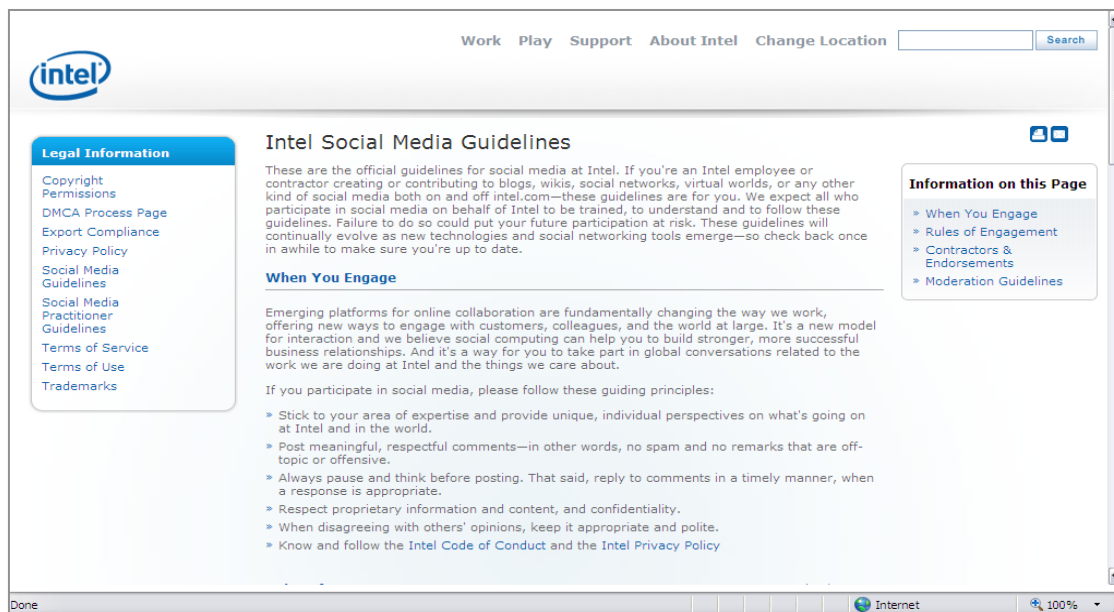 Work Play Support About Intel Change Location Search
intel
Legal Information
Copyright
Permissions
DMCA Process Page
Export Compliance
Privacy Policy
Social Media
Guidelines
Social Media
Practitioner
Guidelines
Terms of Service
Terms of Use
Trademarks
Intel Social Media Guidelines
These are the official guidelines for social media at Intel. If you're an Intel employee or
contractor creating or contributing to blogs, wikis, social networks, virtual worlds, or any other
kind of social media both on and off intel.com—these guidelines are for you. We expect all who
participate in social media on behalf of Intel to be trained, to understand and to follow these
guidelines. Failure to do so could put your future participation at risk. These guidelines will
continually evolve as new technologies and social networking tools emerge—so check back once
in awhile to make sure you're up to date.
When You Engage
Emerging platforms for online collaboration are fundamentally changing the way we work,
offering new ways to engage with customers, colleagues, and the world at large. It's a new model
for interaction and we believe social computing can help you to build stronger, more successful
business relationships. And it's a way for you to take part in global conversations related to the
work we are doing at Intel and the things we care about.
If you participate in social media, please follow these guiding principles:
» Stick to your area of expertise and provide unique, individual perspectives on what's going on
at Intel and in the world.
» Post meaningful, respectful comments—in other words, no spam and no remarks that are off-
topic or offensive.
» Always pause and think before posting. That said, reply to comments in a timely manner, when
a response is appropriate.
» Respect proprietary information and content, and confidentiality.
» When disagreeing with others' opinions, keep it appropriate and polite.
» Know and follow the Intel Code of Conduct and the Intel Privacy Policy
Information on this Page
» When You Engage
» Rules of Engagement
» Contractors &
Endorsements
» Moderation Guidelines
Done
Internet
100%